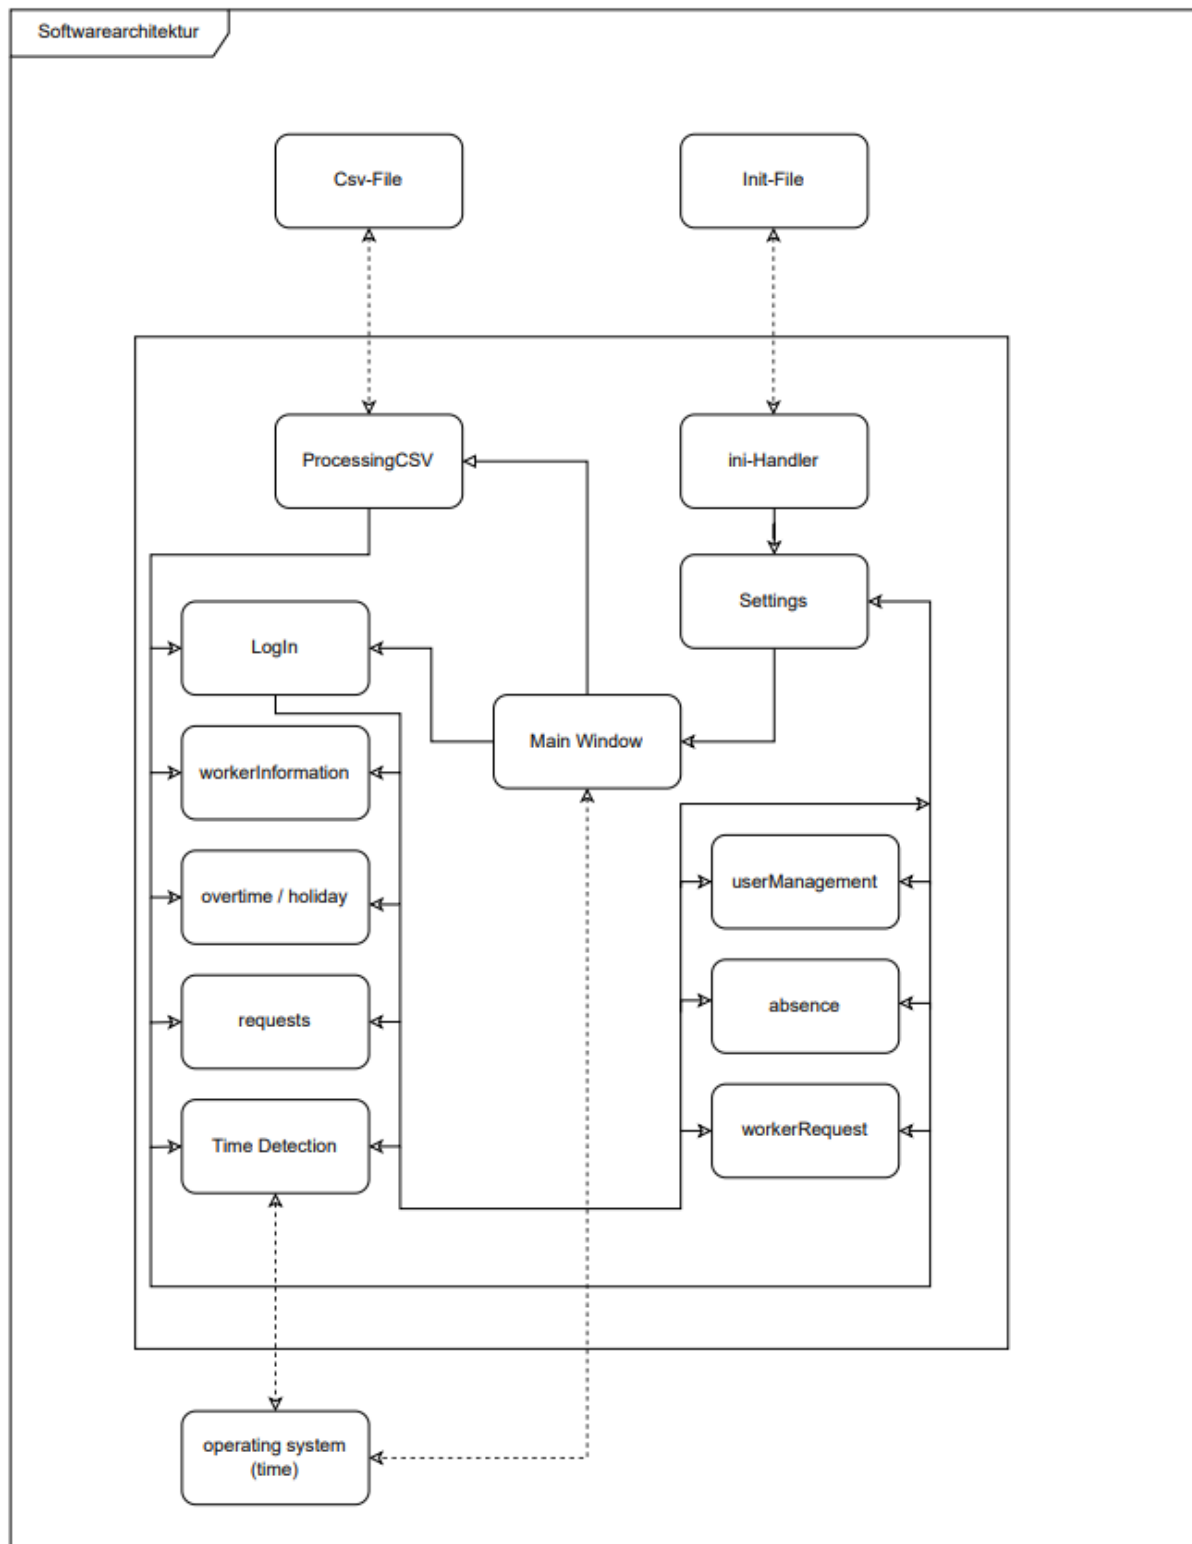 Softwarearchitektur
Csv-File
Init-File
ProcessingCSV
ini-Handler
Settings
LogIn
Main Window
workerInformation
userManagement
overtime / holiday
absence
requests
workerRequest
Time Detection
operating system
(time)